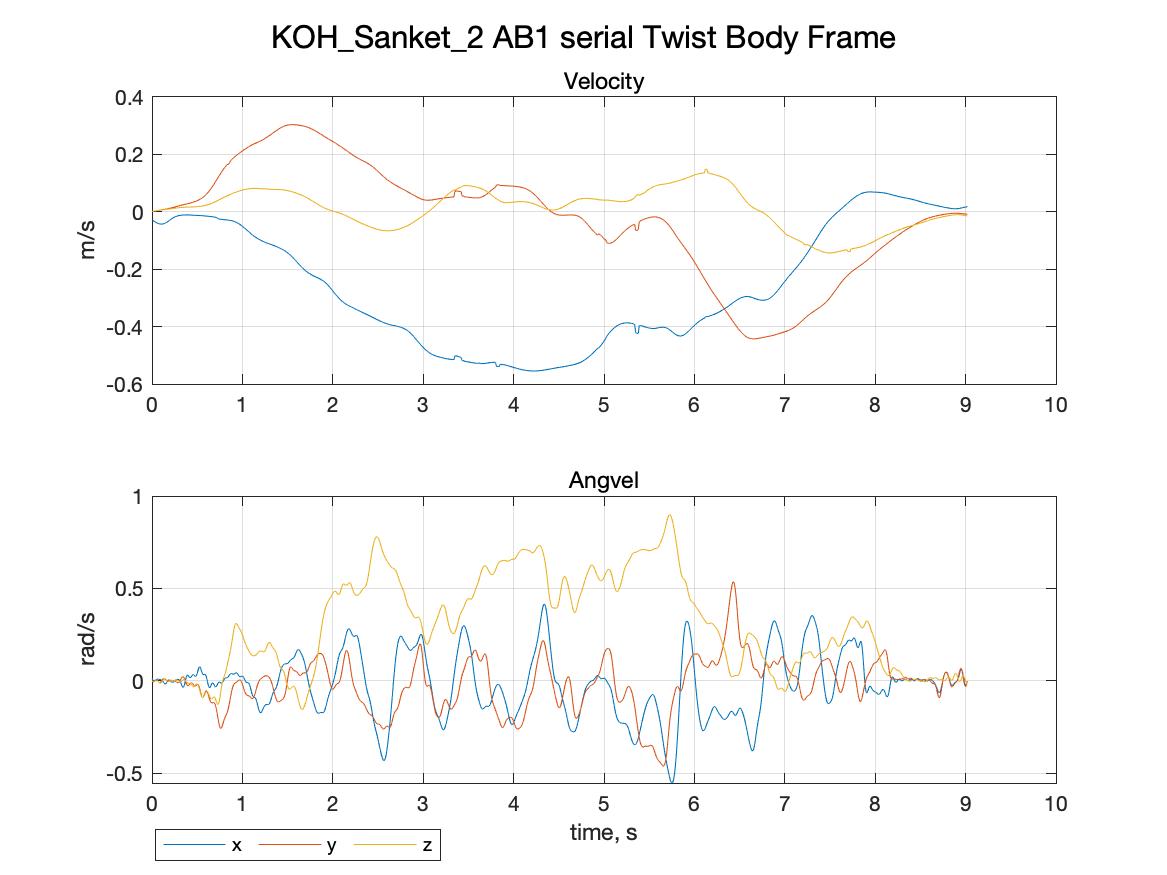 KOH_Sanket_2 AB1 serial Twist Body Frame
Velocity
0.4
0.2
0
-0.2
-0.4
-0.6
m/s
0 1 2 3 4 5 6 7 8 9 10
Angvel
1
0.5
0
-0.5
rad/s
0 1 2 3 4 5 6 7 8 9 10
time, s
x y z